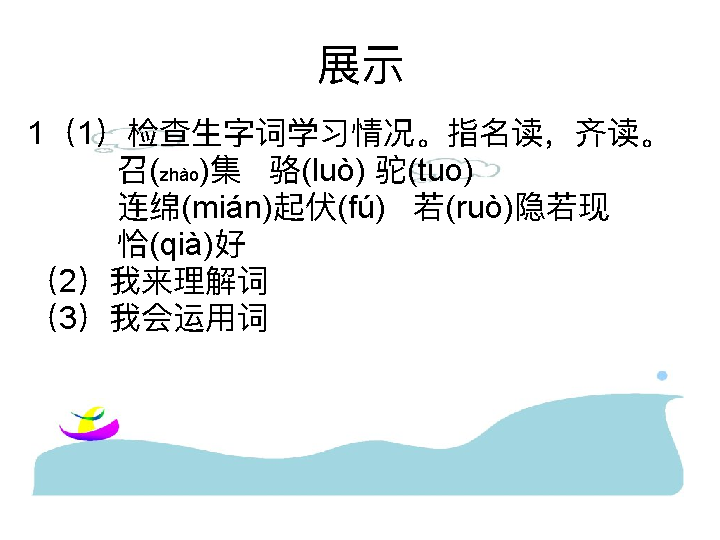 展示
1（1）检查生字词学习情况。指名读，齐读。
召(zhào)集 骆(luò) 驼(tuo)
连绵(mián)起伏(fú) 若(ruò)隐若现
恰(qià)好
（2）我来理解词
（3）我会运用词